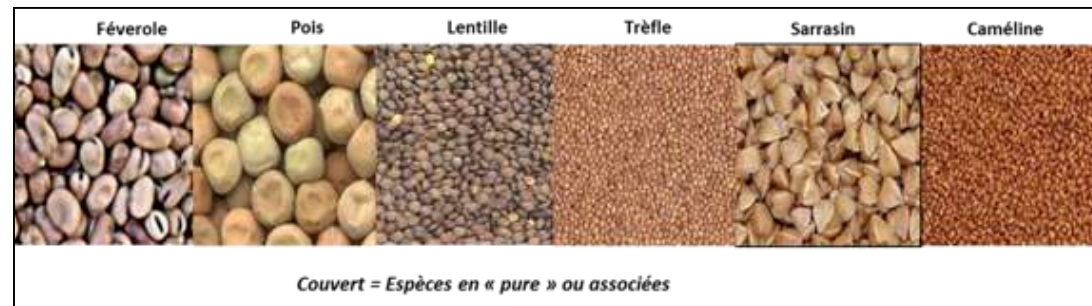 Féverole Pois Lentille Trèfle Sarrasin Caméline
Couvert = Espèces en « pure » ou associées